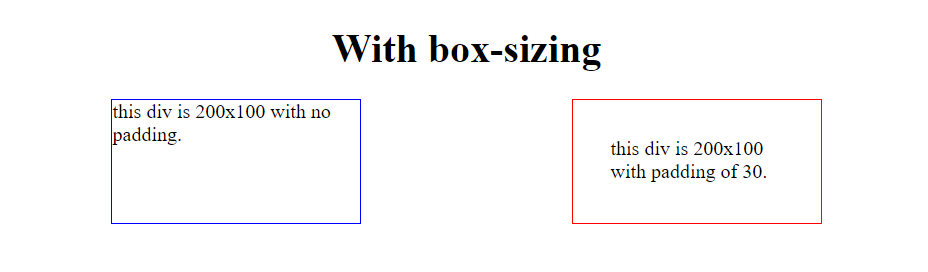 With box-sizing
this div is 200x100 with no
padding.
this div is 200x100
with padding of 30.